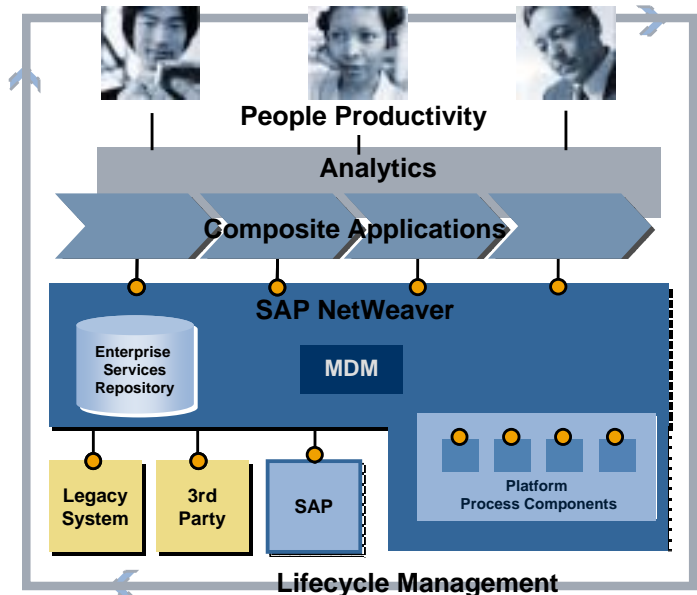 People Productivity
Analytics
Composite Applications
SAP NetWeaver
Enterprise
Services
Repository
MDM
Legacy
System
3rd
Party
SAP
Platform
Process Components
Lifecycle Management